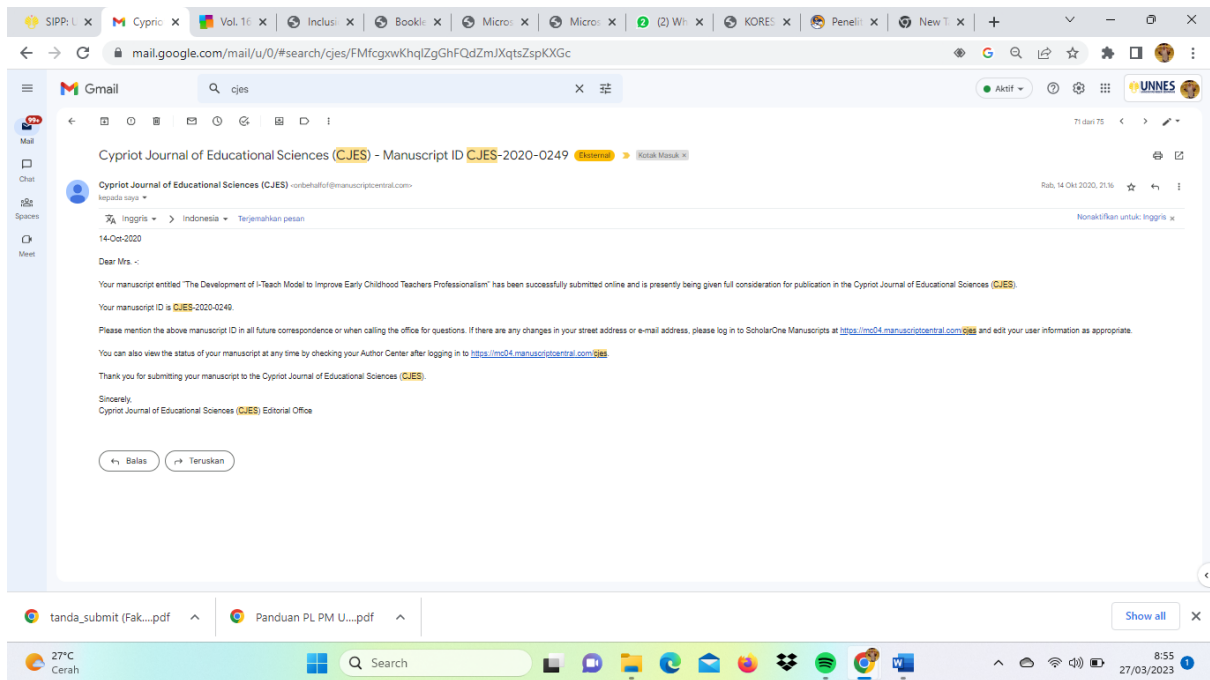 SIPP: U
Cyprio
Vol. 16
Inclusi
Bookle
Micros
Micros
(2) Wh
KORES
Penelit
New T
mail.google.com/mail/u/0/#search/cjes/FMfcgxwKhqlZgGhFQdZmJXqtsZspKXGc
Gmail
cjes
Aktif
UNNES
99+
Mail
Chat
Spaces
Meet
71 dari 75
Cypriot Journal of Educational Sciences (CJES) - Manuscript ID CJES-2020-0249 Eksternal Kotak Masuk ×
Cypriot Journal of Educational Sciences (CJES) <onbehalfof@manuscriptcentral.com>
Rab, 14 Okt 2020, 21.16
kepada saya
Inggris > Indonesia Terjemahkan pesan
Nonaktifkan untuk: Inggris ×
14-Oct-2020
Dear Mrs. -:
Your manuscript entitled "The Development of I-Teach Model to Improve Early Childhood Teachers Professionalism" has been successfully submitted online and is presently being given full consideration for publication in the Cypriot Journal of Educational Sciences (CJES).
Your manuscript ID is CJES-2020-0249.
Please mention the above manuscript ID in all future correspondence or when calling the office for questions. If there are any changes in your street address or e-mail address, please log in to ScholarOne Manuscripts at https://mc04.manuscriptcentral.com/cjes and edit your user information as appropriate.
You can also view the status of your manuscript at any time by checking your Author Center after logging in to https://mc04.manuscriptcentral.com/cjes.
Thank you for submitting your manuscript to the Cypriot Journal of Educational Sciences (CJES).
Sincerely,
Cypriot Journal of Educational Sciences (CJES) Editorial Office
Balas
Teruskan
tanda_submit (Fak....pdf
Panduan PL PM U....pdf
Show all
27°C
Cerah
Search
8:55
27/03/2023
1